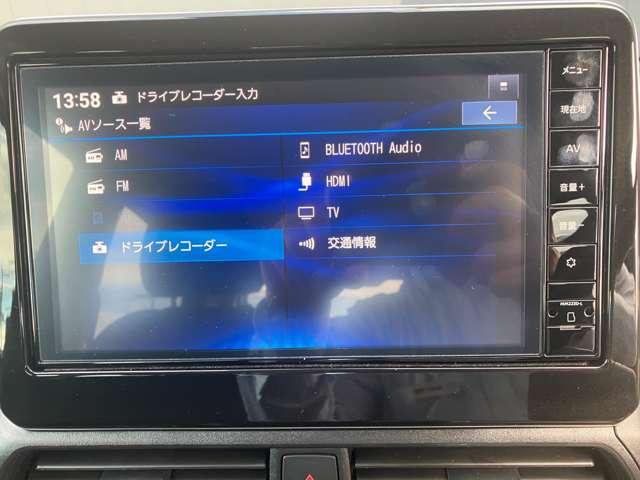 13:58 ドライブレコーダー入力
AVソース一覧
←
AM
FM
ドライブレコーダー
BLUETOOTH Audio
HDMI
TV
交通情報
メニュー
現在地
AV
音量+
音量-
MM223D-L